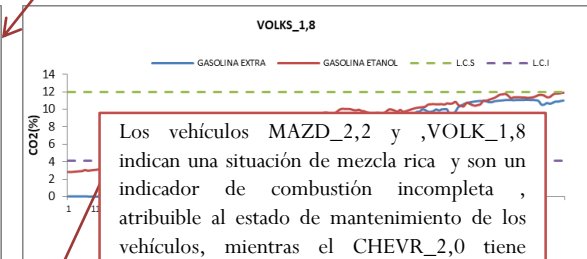 VOLKS_1,8
GASOLINA EXTRA GASOLINA ETANOL L.C.S L.C.I
14
12
10
8
6
4
2
0
CO2(%)
1 11
Los vehículos MAZD_2,2 y ,VOLK_1,8
indican una situación de mezcla rica y son un
indicador de combustión incompleta ,
atribuible al estado de mantenimiento de los
vehículos, mientras el CHEVR_2,0 tiene